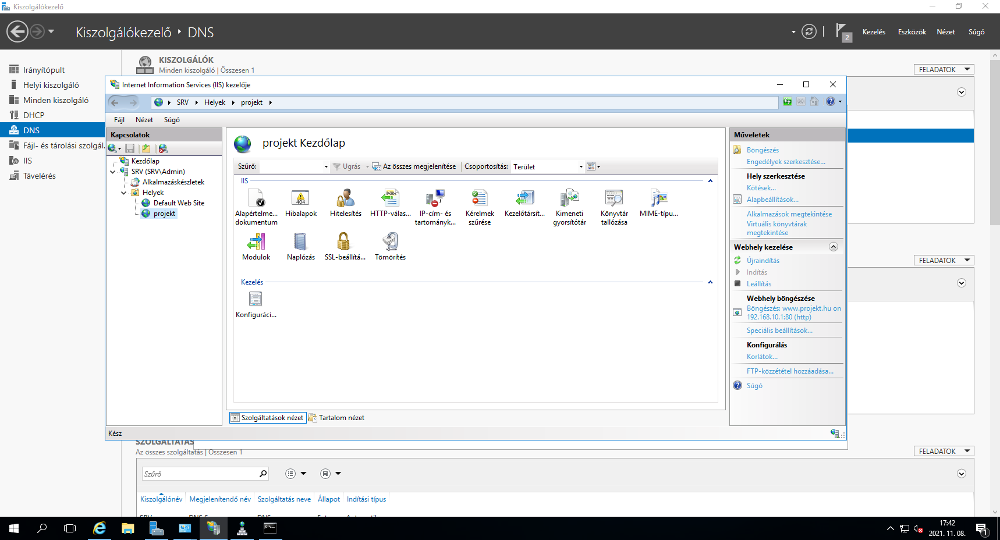 Kiszolgálókezelő
Kiszolgálókezelő ‣ DNS
2
Kezelés Eszközök Nézet Súgó
Irányítópult
Helyi kiszolgáló
Minden kiszolgáló
DHCP
DNS
Fájl- és tárolási szolgál.
IIS
Távelérés
KISZOLGÁLÓK
Minden kiszolgáló | Összesen 1
FELADATOK
Internet Information Services (IIS) kezelője
SRV Helyek projekt
Fájl Nézet Súgó
Kapcsolatok
Kezdőlap
SRV (SRV\Admin)
Alkalmazáskészletek
Helyek
Default Web Site
projekt
projekt Kezdőlap
Szűrő: Ugrás Az összes megjelenítése Csoportosítás: Terület
IIS
Alapértelme... dokumentum
Hibalapok
404
Hitelesítés
HTTP-válas...
IP-cím- és tartományk...
Kérelmek szűrése
Kezelőtársít...
Kimeneti gyorsítótár
Könyvtár tallózása
MIME-típu...
Modulok
Naplózás
SSL-beállítá...
Tömörítés
Kezelés
Konfiguráci...
Szolgáltatások nézet
Tartalom nézet
Műveletek
Böngészés
Engedélyek szerkesztése...
Hely szerkesztése
Kötések...
Alapbeállítások...
Alkalmazások megtekintése
Virtuális könyvtárak
megtekintése
Webhely kezelése
Újraindítás
Indítás
Leállítás
Webhely böngészése
Böngészés: www.projekt.hu on
192.168.10.1:80 (http)
Speciális beállítások...
Konfigurálás
Korlátok...
FTP-közzététel hozzáadása...
Súgó
Kész
FELADATOK
SZOLGÁLTATÁS
Az összes szolgáltatás | Összesen 1
FELADATOK
Szűrő
Kiszolgálónév Megjelenítendő név Szolgáltatás neve Állapot Indítási típus
17:42
2021. 11. 08.
1